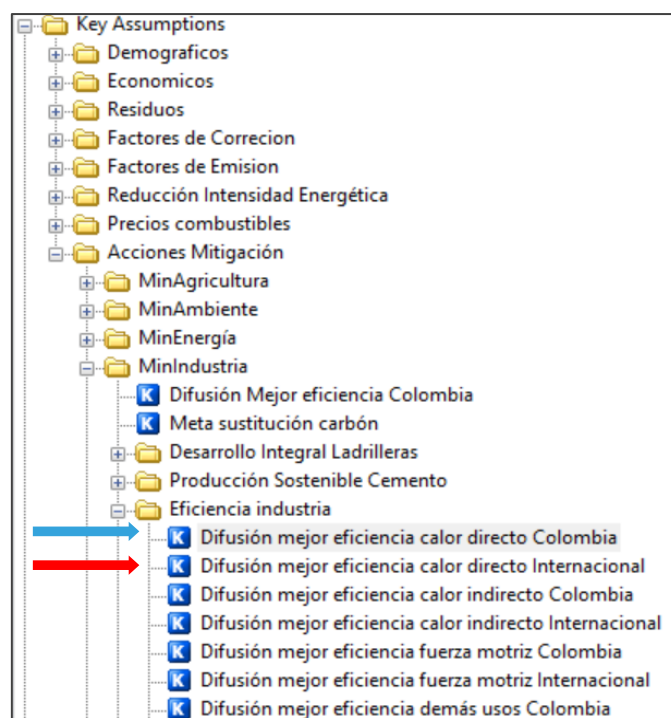 Key Assumptions
Demograficos
Economicos
Residuos
Factores de Correcion
Factores de Emision
Reducción Intensidad Energética
Precios combustibles
Acciones Mitigación
MinAgricultura
MinAmbiente
MinEnergía
MinIndustria
K Difusión Mejor eficiencia Colombia
K Meta sustitución carbón
Desarrollo Integral Ladrilleras
Producción Sostenible Cemento
Eficiencia industria
K Difusión mejor eficiencia calor directo Colombia
K Difusión mejor eficiencia calor directo Internacional
K Difusión mejor eficiencia calor indirecto Colombia
K Difusión mejor eficiencia calor indirecto Internacional
K Difusión mejor eficiencia fuerza motriz Colombia
K Difusión mejor eficiencia fuerza motriz Internacional
K Difusión mejor eficiencia demás usos Colombia